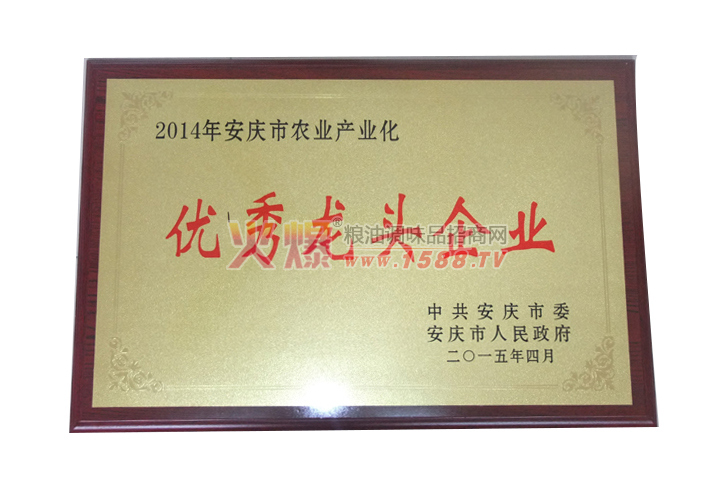 2014年安庆市农业产业化
优秀龙头企业
火爆®粮油调味品招商网
www.1588.TV
中共安庆市委
安庆市人民政府
二〇一五年四月